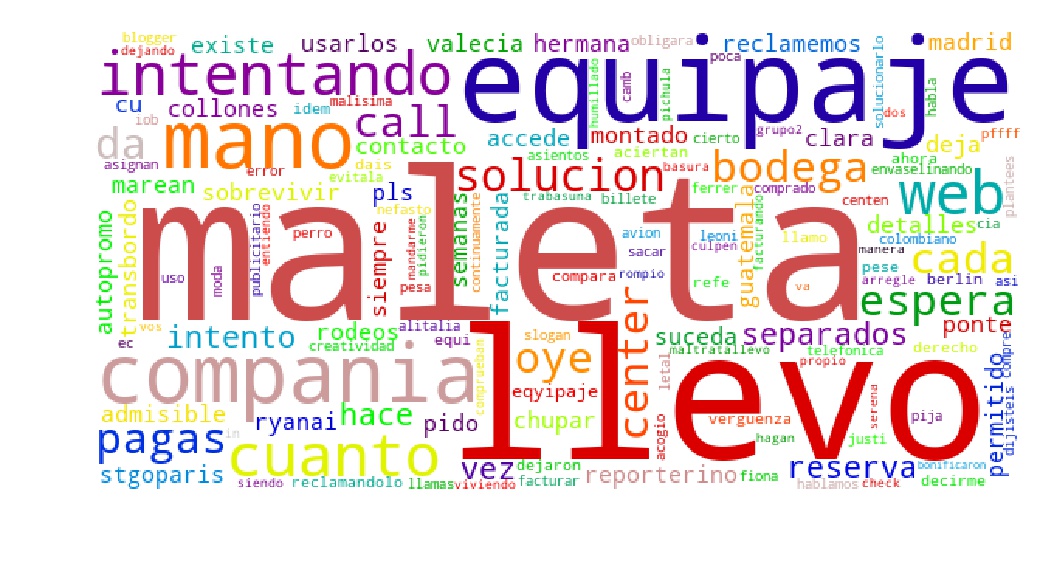 blogger
dejando
existe
usarlos
valecia
hermana
obligara
reclamemos
madrid
intentando
equipaje
poca
humillado
camb
pichula
solucionarlo
habla
cu
collones
idem
malisima
call
iob
da
mano
contacto
accede
montado
cierto
grupo2
clara
dos
deja
pffff
asignan
error
dais
evitala
asientos
aciertan
basura
bodega
ahora
envaselinando
marean
sobrevivir
pls
solucion
ferrer
comprado
centen
web
plantees
nefasto
trabasuma
billete
autopromo
transbordo
maleta
publicitario
entiendo
perro
siempre
mandarme
pidieron
semanas
continuamente
facturada
avion
sacar
leoni
culpen
guatemala
facturando
llamo
detalles
cia
colombiano
manera
cada
uso
moda
pesa
compara
rompio
refe
va
pese
arregle
berlin
asi
espera
vos
ec
intento
rodeos
creatividad
alitalia
equi
slogan
center
suceda
separados
ponte
maltratallevo
telefonica
propio
derecho
compania
comprueban
llevo
oye
eqyipaje
letal
permitido
compre
dijisteis
admisible
ryanai
hace
pido
chupar
acogio
verguenza
serena
pija
pagas
in
cuanto
hagan
justi
stgoparis
siendo
reclamandolo
llamas
viviendo
vez
dejaron
facturar
reporterino
fiona
reserva
hablamos
check
bonificaron
decirme